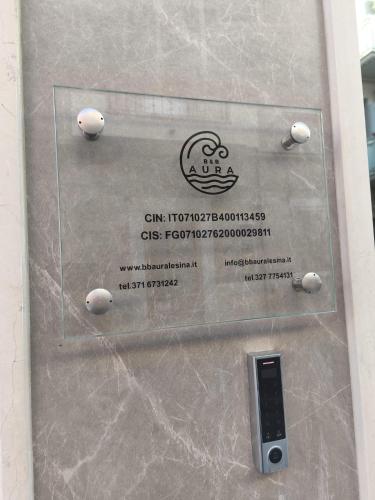 B&B
AURA
CIN: IT071027B400113459
CIS: FG07102762000029811
www.bbauralesina.it info@bbauralesina.it
tel.371 6731242 tel.327 7754131